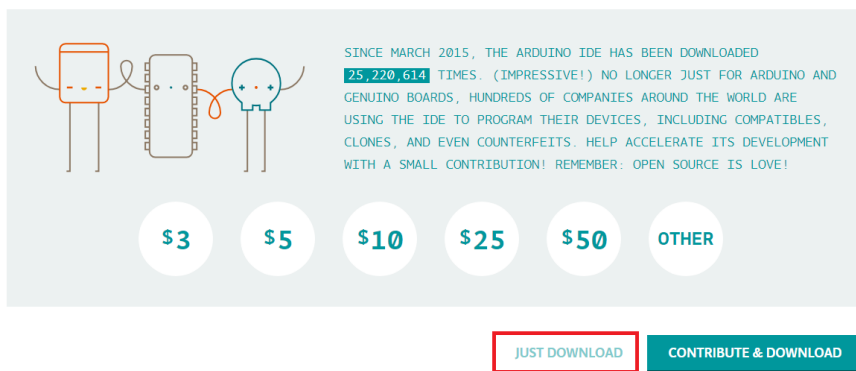 SINCE MARCH 2015, THE ARDUINO IDE HAS BEEN DOWNLOADED
25,220,614 TIMES. (IMPRESSIVE!) NO LONGER JUST FOR ARDUINO AND
GENUINO BOARDS, HUNDREDS OF COMPANIES AROUND THE WORLD ARE
USING THE IDE TO PROGRAM THEIR DEVICES, INCLUDING COMPATIBLES,
CLONES, AND EVEN COUNTERFEITS. HELP ACCELERATE ITS DEVELOPMENT
WITH A SMALL CONTRIBUTION! REMEMBER: OPEN SOURCE IS LOVE!
$3 $5 $10 $25 $50 OTHER
JUST DOWNLOAD CONTRIBUTE & DOWNLOAD